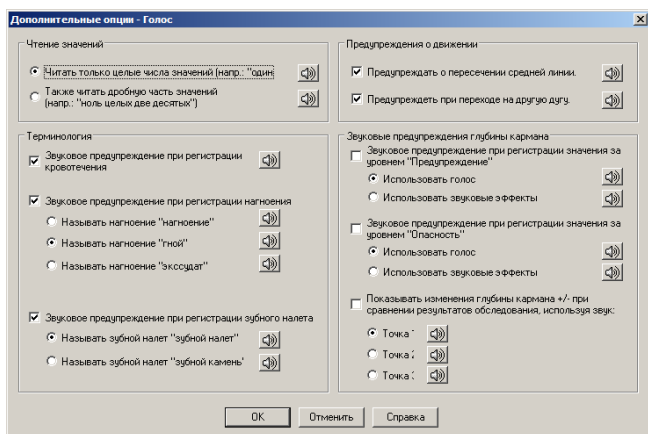 Дополнительные опции - Голос
Чтение значений
Читать только целые числа значений (напр.: "один
Также читать дробную часть значений
(напр.: "ноль целых две десятых")
Терминология
Звуковое предупреждение при регистрации
кровотечения
Звуковое предупреждение при регистрации нагноения
Называть нагноение "нагноение"
Называть нагноение "гной"
Называть нагноение "экссудат"
Звуковое предупреждение при регистрации зубного налета
Называть зубной налет "зубной налет"
Называть зубной налет "зубной камень'
Предупреждения о движении
Предупреждать о пересечении средней линии.
Предупреждеть при переходе на другую дугу.
Звуковые предупреждения глубины кармана
Звуковое предупреждение при регистрации значения за
уровнем "Предупреждение"
Использовать голос
Использовать звуковые эффекты
Звуковое предупреждение при регистрации значения за
уровнем "Опасность"
Использовать голос
Использовать звуковые эффекты
Показывать изменения глубины кармана +/- при
сравнении результатов обследования, используя звук:
Точка
Точка
Точка
OK
Отменить
Справка